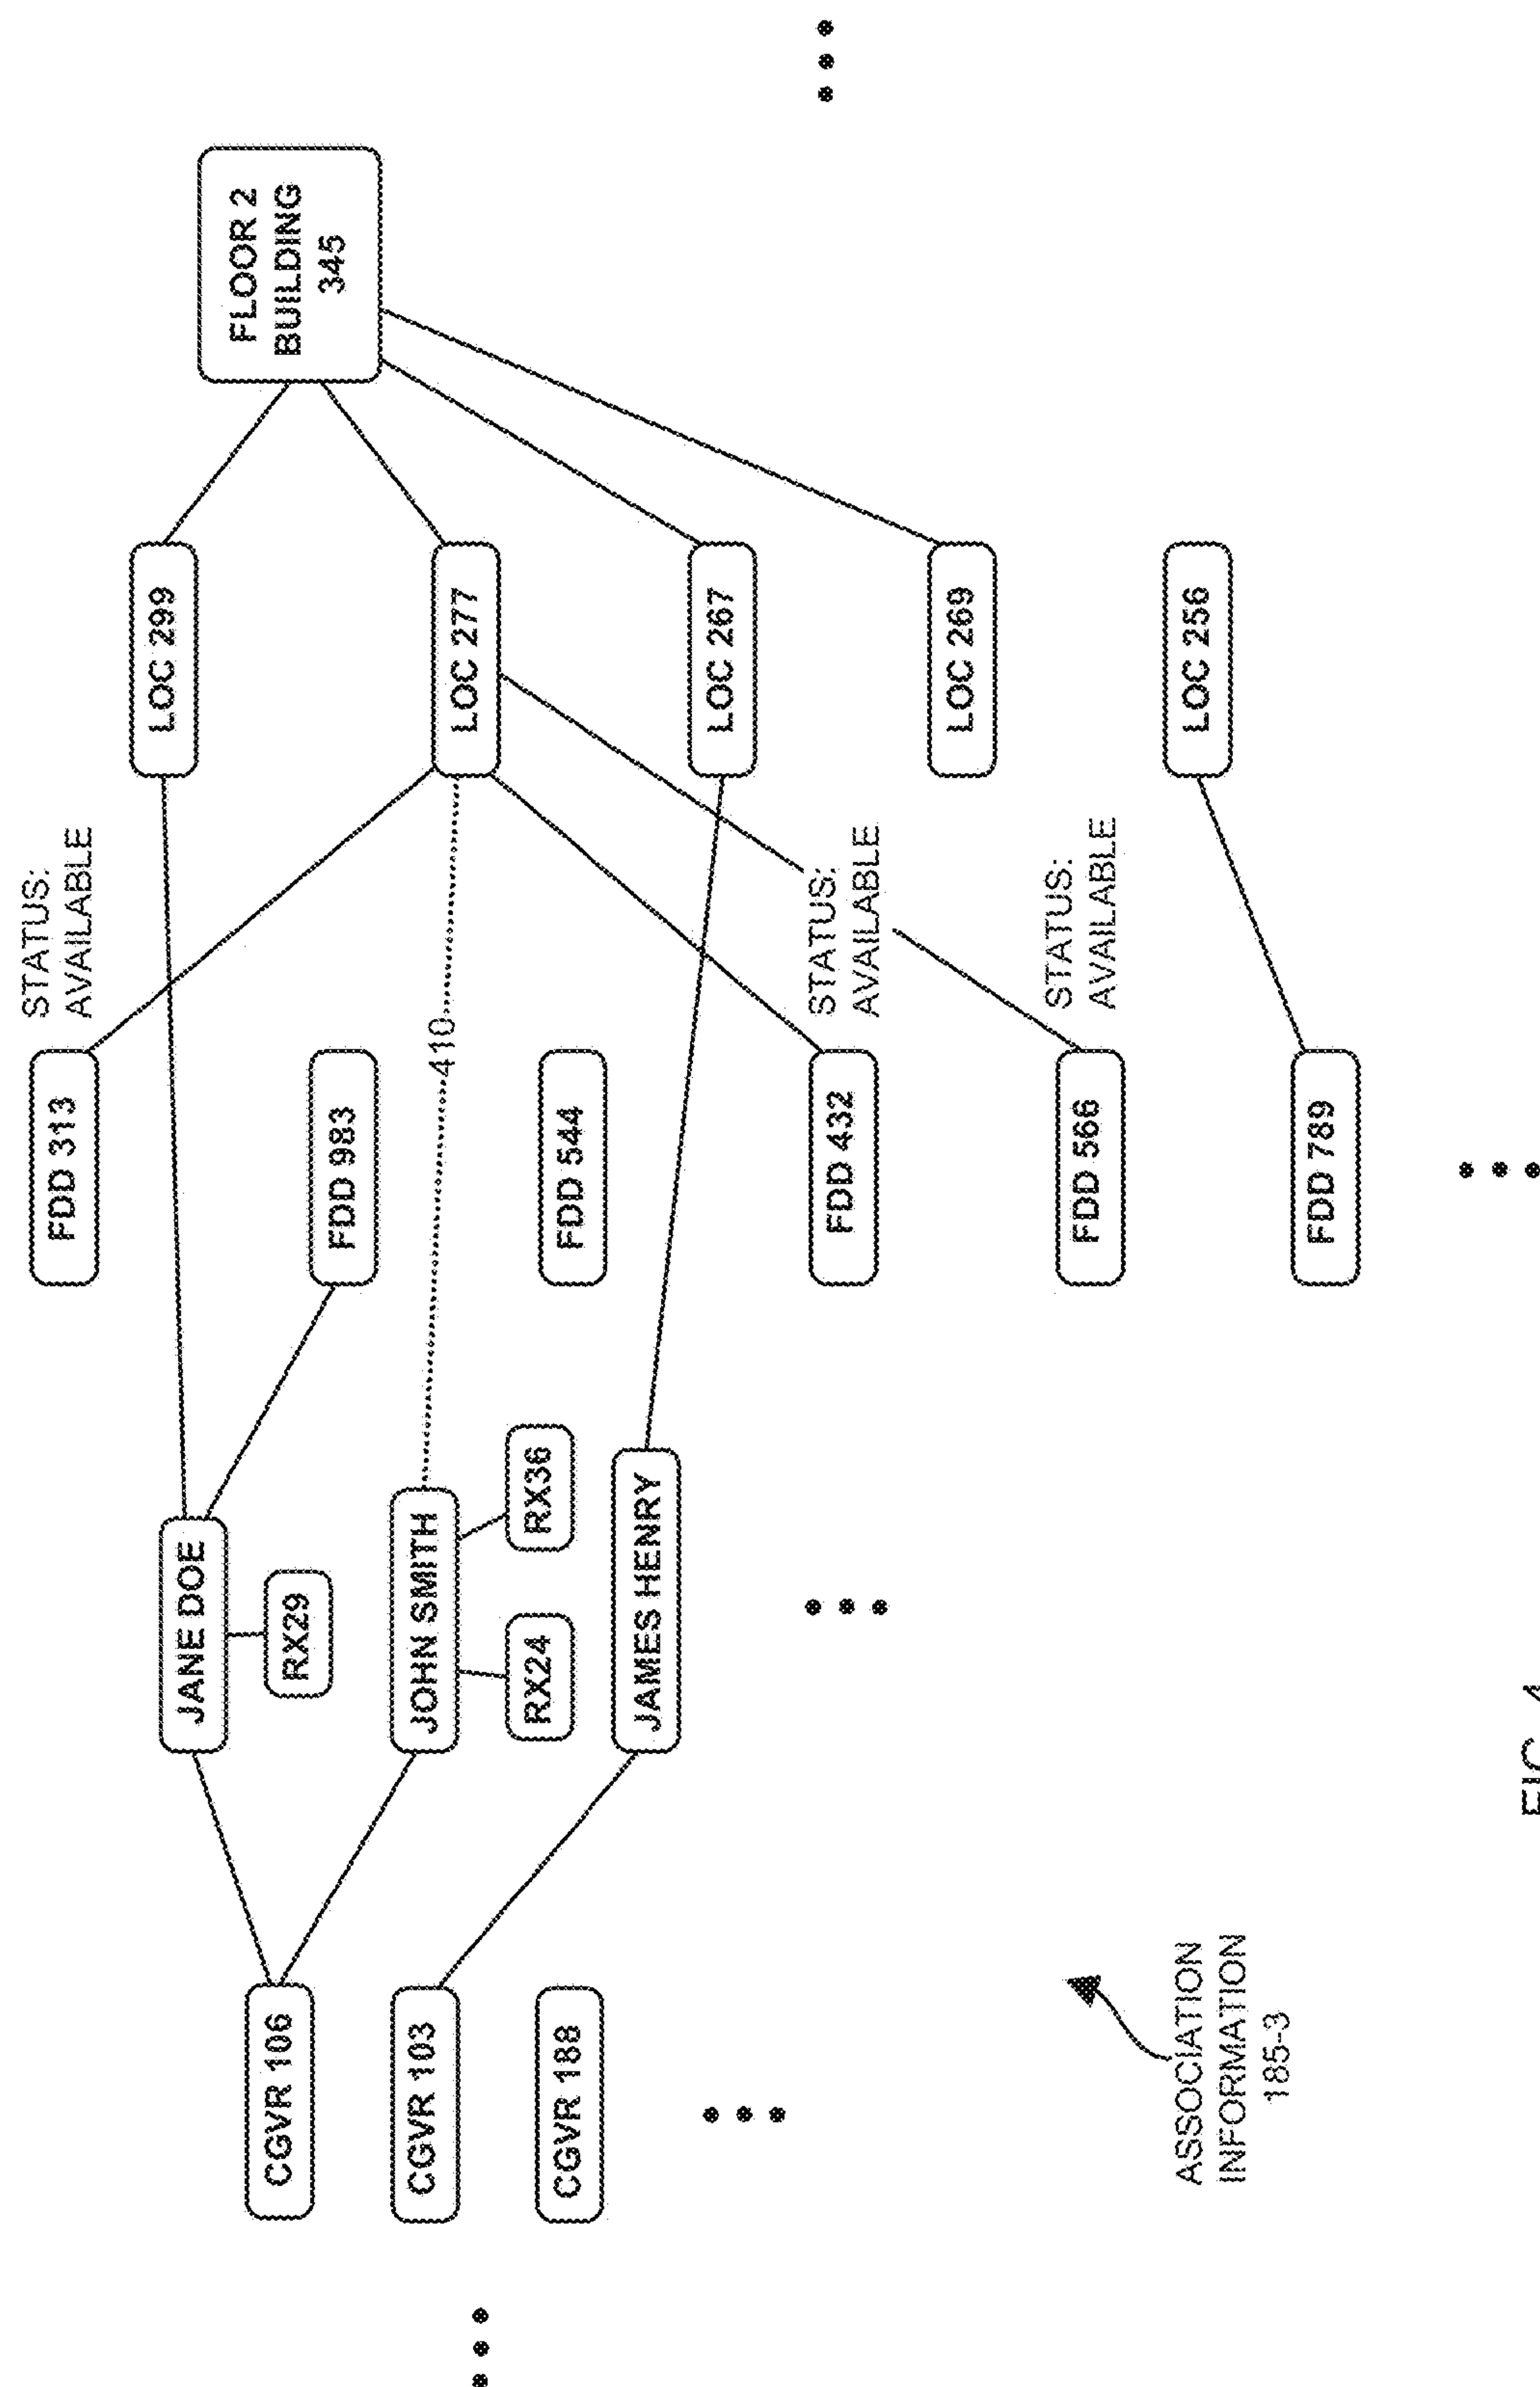 STATUS:
AVAILABLE
FDD 313
JANE DOE
LOC 299
RX29
FLOOR 2
BUILDING
345
CGVR 106
FDD 983
JOHN SMITH
410
LOC 277
CGVR 103
RX24
RX36
FDD 544
CGVR 188
JAMES HENRY
LOC 267
STATUS:
AVAILABLE
FDD 432
LOC 269
STATUS:
AVAILABLE
FDD 566
LOC 256
FDD 789
ASSOCIATION
INFORMATION
185-3
FIG. 4